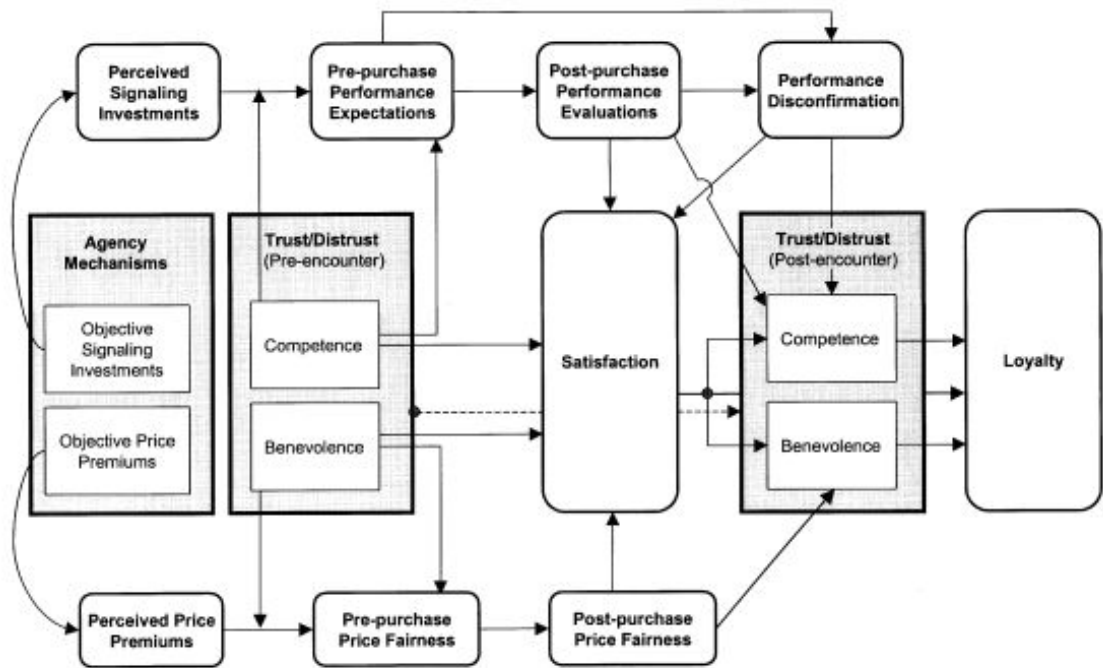 Perceived
Signaling
Investments
Pre-purchase
Performance
Expectations
Post-purchase
Performance
Evaluations
Performance
Disconfirmation
Agency
Mechanisms
Objective
Signaling
Investments
Objective Price
Premiums
Trust/Distrust
(Pre-encounter)
Competence
Benevolence
Satisfaction
Trust/Distrust
(Post-encounter)
Competence
Benevolence
Loyalty
Perceived Price
Premiums
Pre-purchase
Price Fairness
Post-purchase
Price Fairness